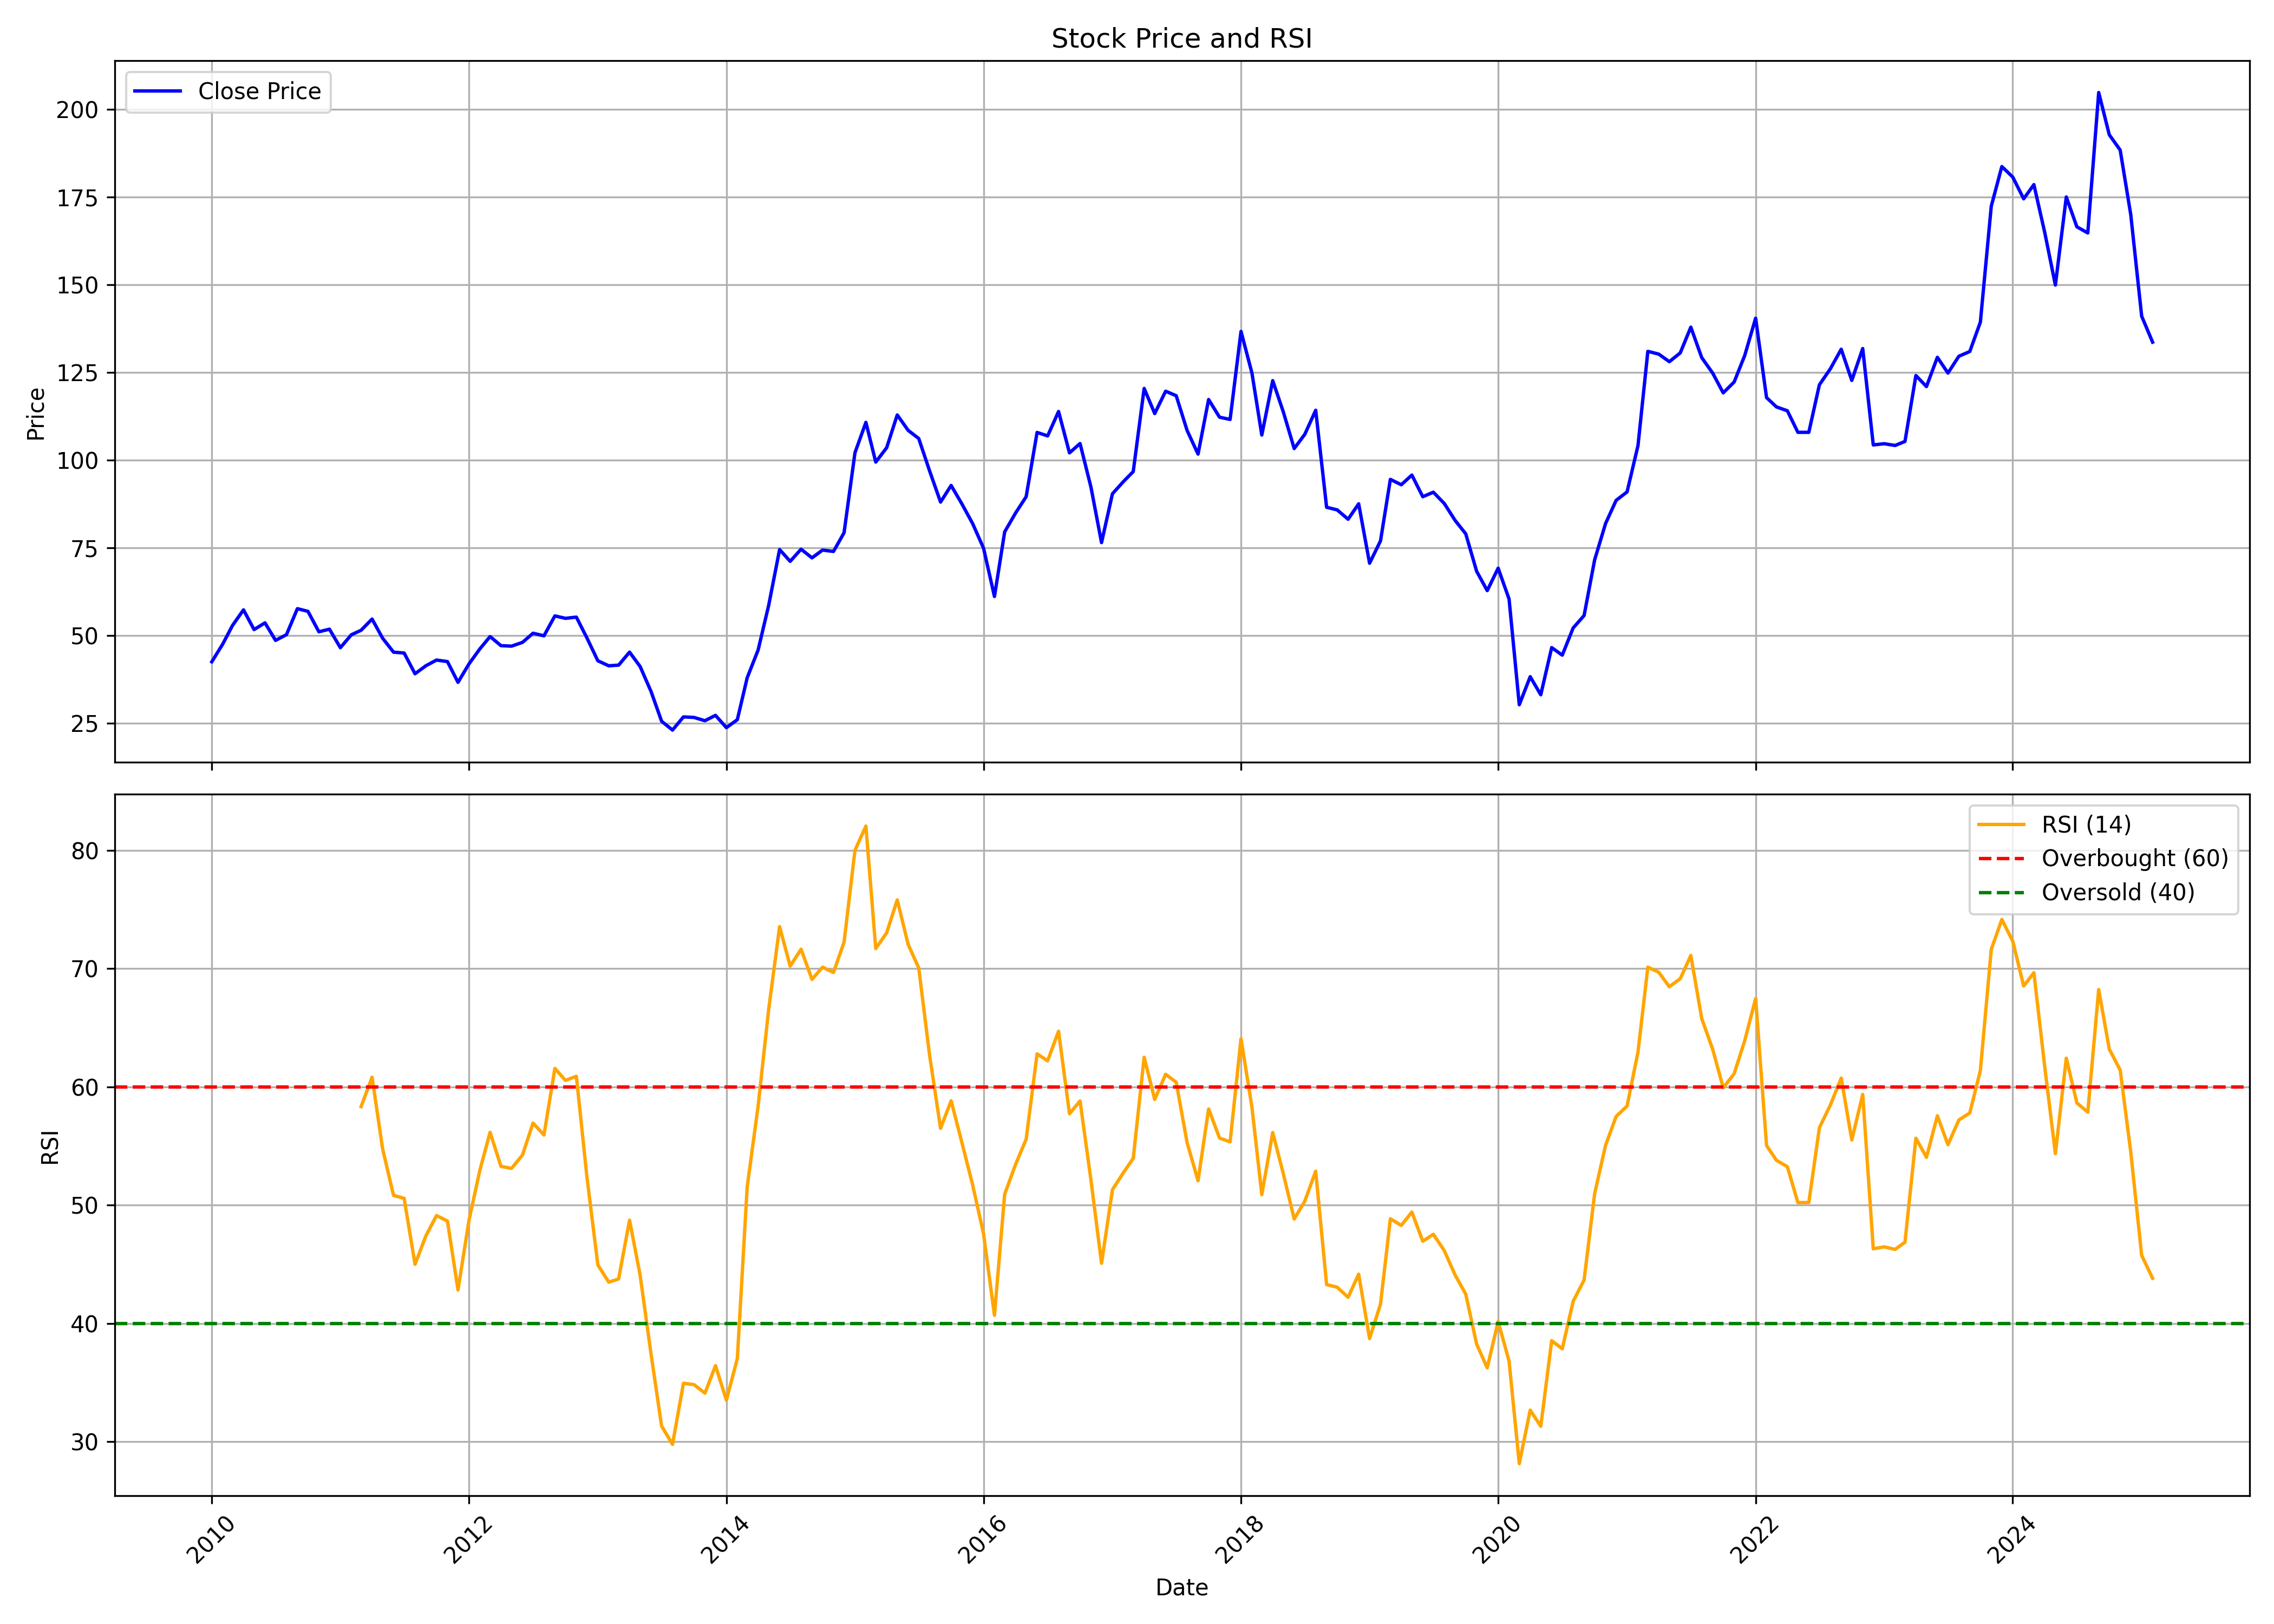 Stock Price and RSI
Close Price
200
175
150
125
100
75
50
25
Price
RSI (14)
Overbought (60)
Oversold (40)
80
70
60
50
40
30
RSI
2010
2012
2014
2016
2018
2020
2022
2024
Date